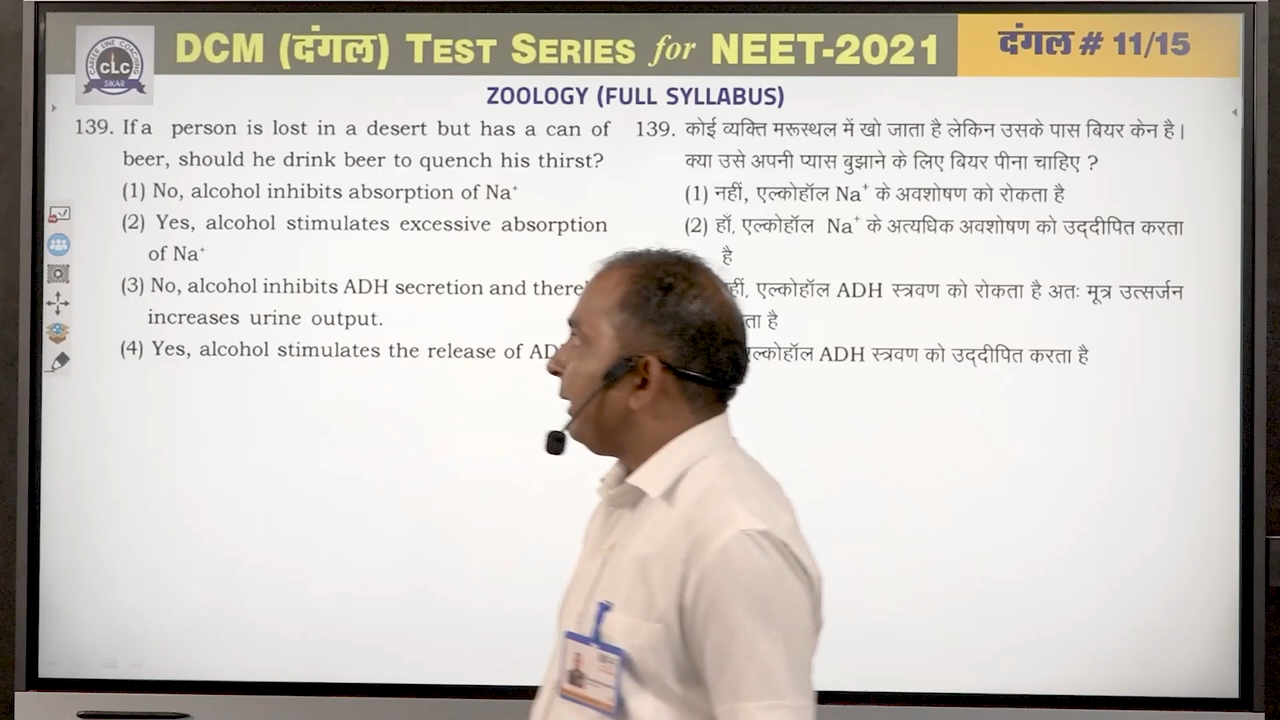 DCM (दंगल) TEST SERIES for NEET-2021
दंगल # 11/15
CAREER LINE COACHING
CLC
SIKAR
ZOOLOGY (FULL SYLLABUS)
139. If a person is lost in a desert but has a can of
beer, should he drink beer to quench his thirst?
(1) No, alcohol inhibits absorption of Na⁺
(2) Yes, alcohol stimulates excessive absorption
of Na⁺
(3) No, alcohol inhibits ADH secretion and
increases urine output.
(4) Yes, alcohol stimulates the release of
139. कोई व्यक्ति मरूस्थल में खो जाता है लेकिन उसके पास बियर केन है।
क्या उसे अपनी प्यास बुझाने के लिए बियर पीना चाहिए ?
(1) नहीं, एल्कोहॉल Na⁺ के अवशोषण को रोकता है
(2) हाँ, एल्कोहॉल Na⁺ के अत्यधिक अवशोषण को उद्दीपित करता
है
एल्कोहॉल ADH स्त्रवण को रोकता है अतः मूत्र उत्सर्जन
है
ADH स्त्रवण को उद्दीपित करता है